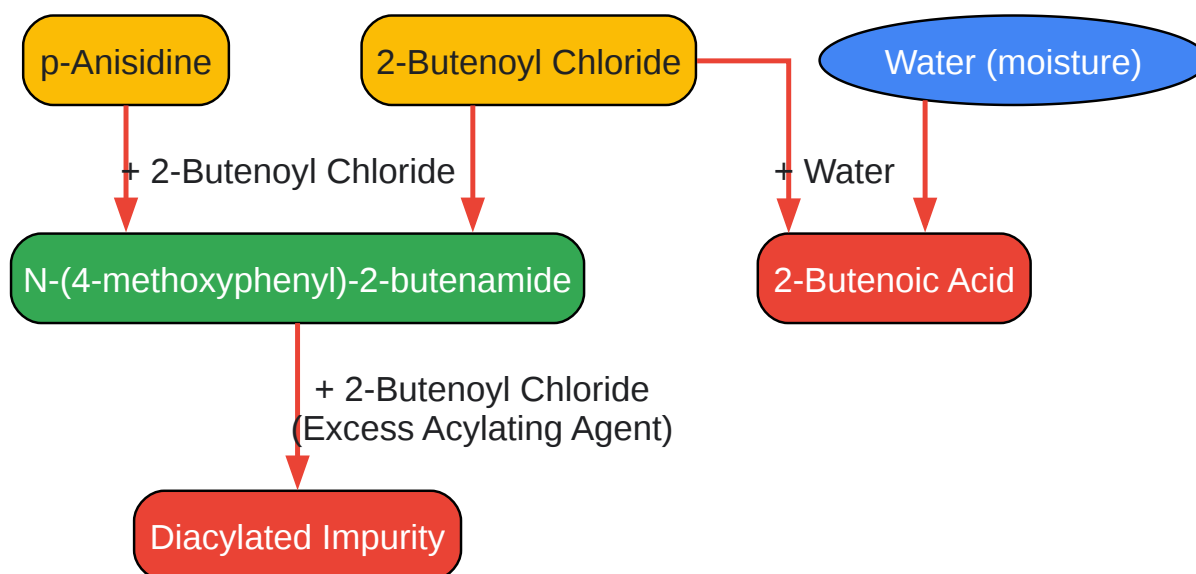 p-Anisidine
2-Butenoyl Chloride
Water (moisture)
+ 2-Butenoyl Chloride
+ Water
N-(4-methoxyphenyl)-2-butenamide
2-Butenoic Acid
+ 2-Butenoyl Chloride
(Excess Acylating Agent)
Diacylated Impurity